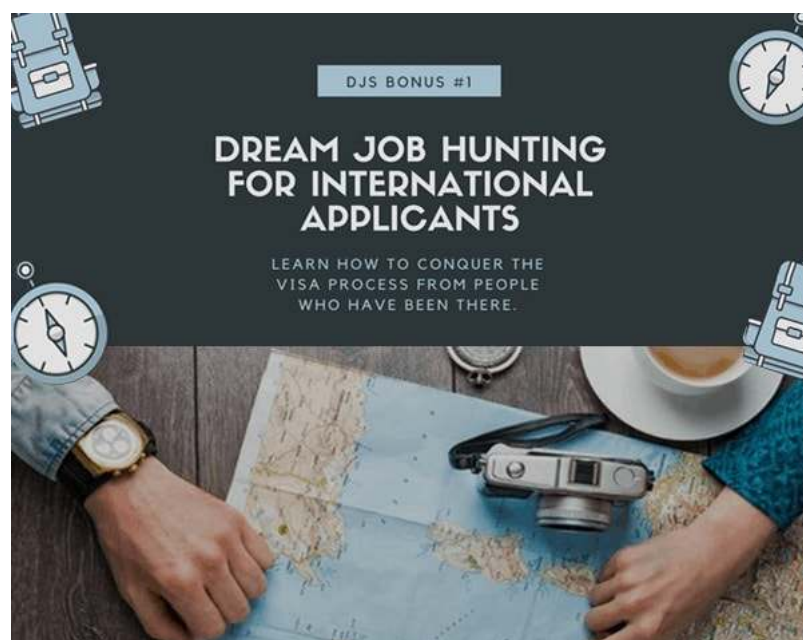 DJS BONUS #1
DREAM JOB HUNTING
FOR INTERNATIONAL
APPLICANTS
LEARN HOW TO CONQUER THE
VISA PROCESS FROM PEOPLE
WHO HAVE BEEN THERE.